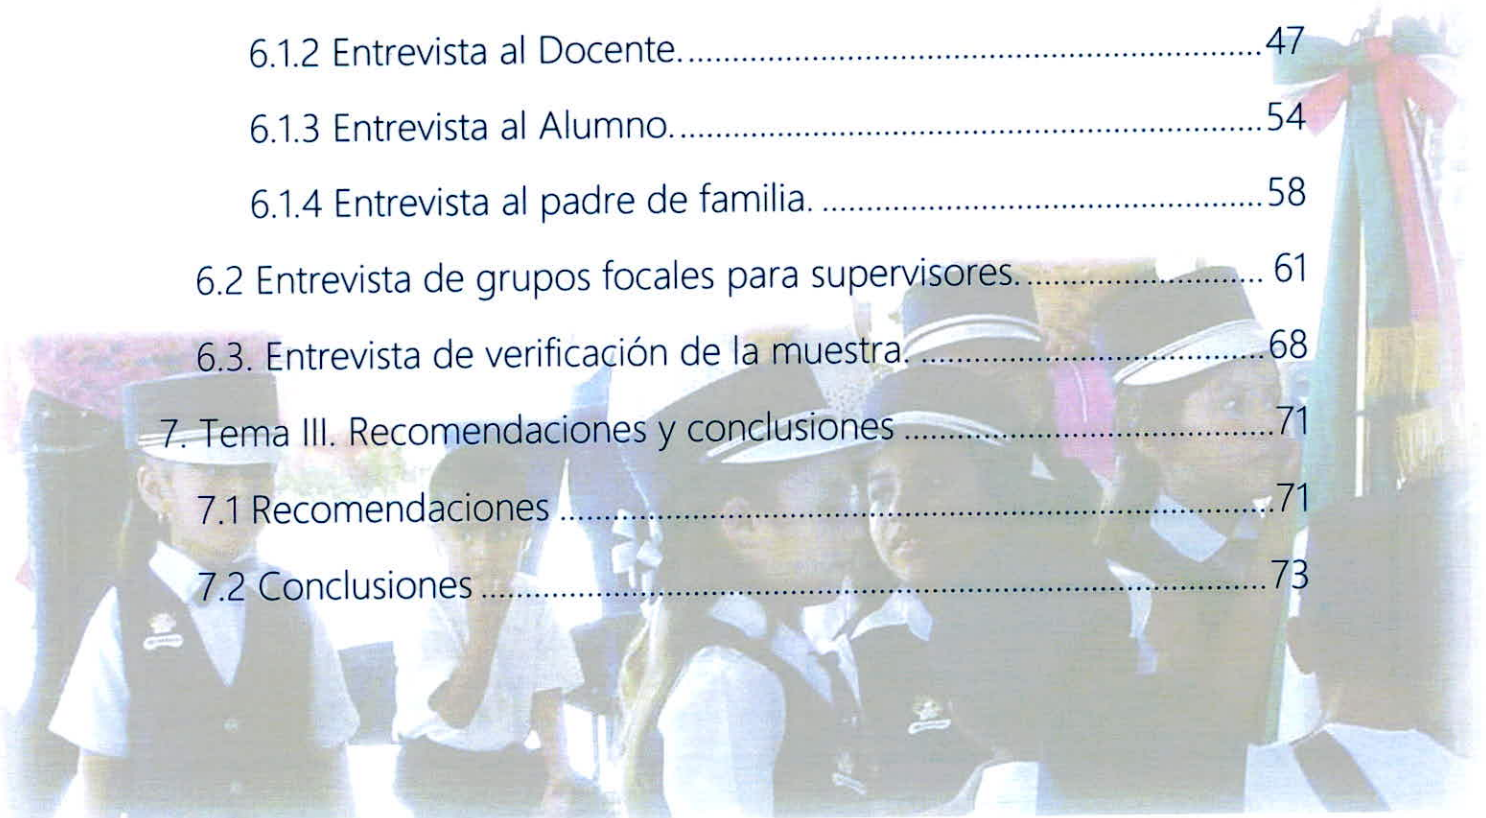 6.1.2 Entrevista al Docente. ........................................................................ 47
6.1.3 Entrevista al Alumno. ........................................................................ 54
6.1.4 Entrevista al padre de familia. ...................................................... 58
6.2 Entrevista de grupos focales para supervisores. ............................. 61
6.3. Entrevista de verificación de la muestra. .......................................... 68
7. Tema III. Recomendaciones y conclusiones ............................................. 71
7.1 Recomendaciones ....................................................................................... 71
7.2 Conclusiones ................................................................................................ 73